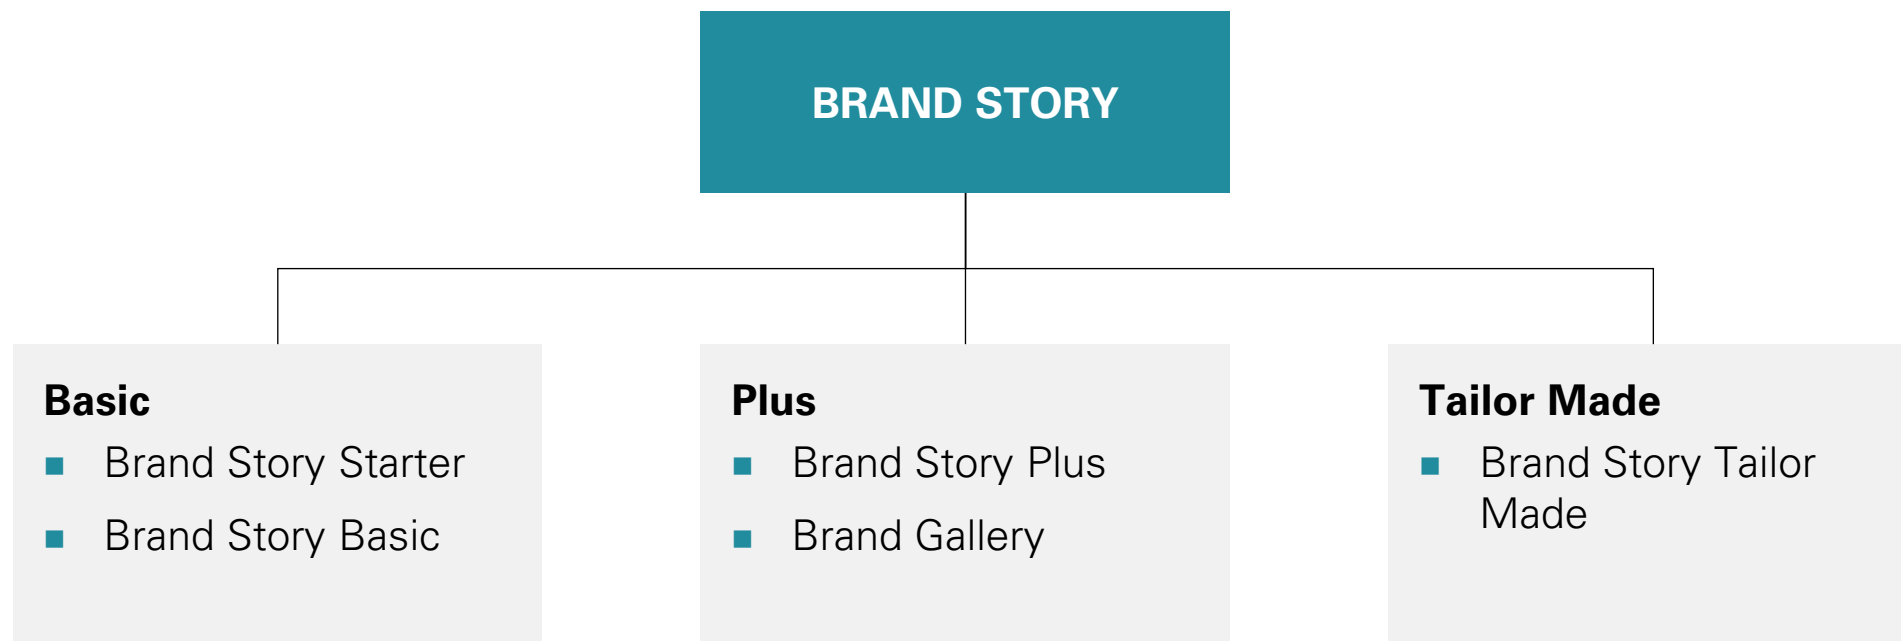 BRAND STORY
Basic
Brand Story Starter
Brand Story Basic
Plus
Brand Story Plus
Brand Gallery
Tailor Made
Brand Story Tailor
Made